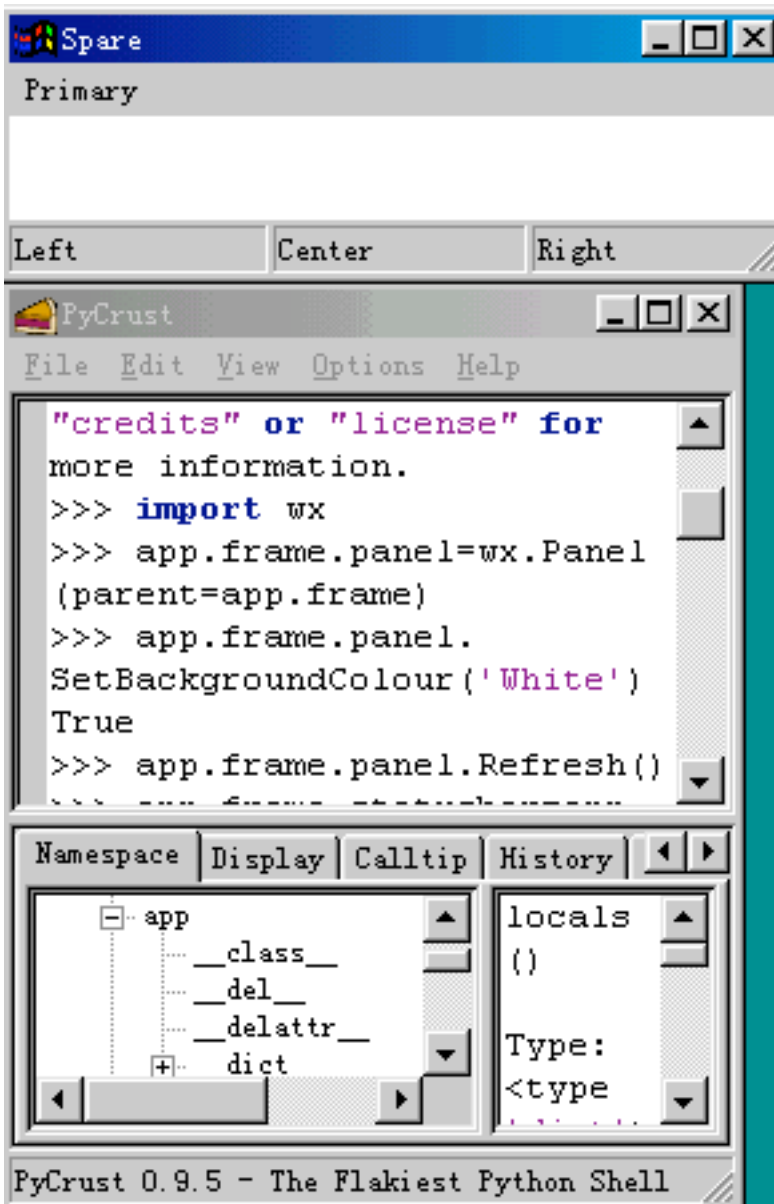 Spare
Primary
Left Center Right
PyCrust
File Edit View Options Help
"credits" or "license" for
more information.
>>> import wx
>>> app.frame.panel=wx.Panel
(parent=app.frame)
>>> app.frame.panel.
SetBackgroundColour('White')
True
>>> app.frame.panel.Refresh()
Namespace Display Calltip History
app
__class__
__del__
__delattr__
dict
locals
()
Type:
<type
PyCrust 0.9.5 - The Flakiest Python Shell